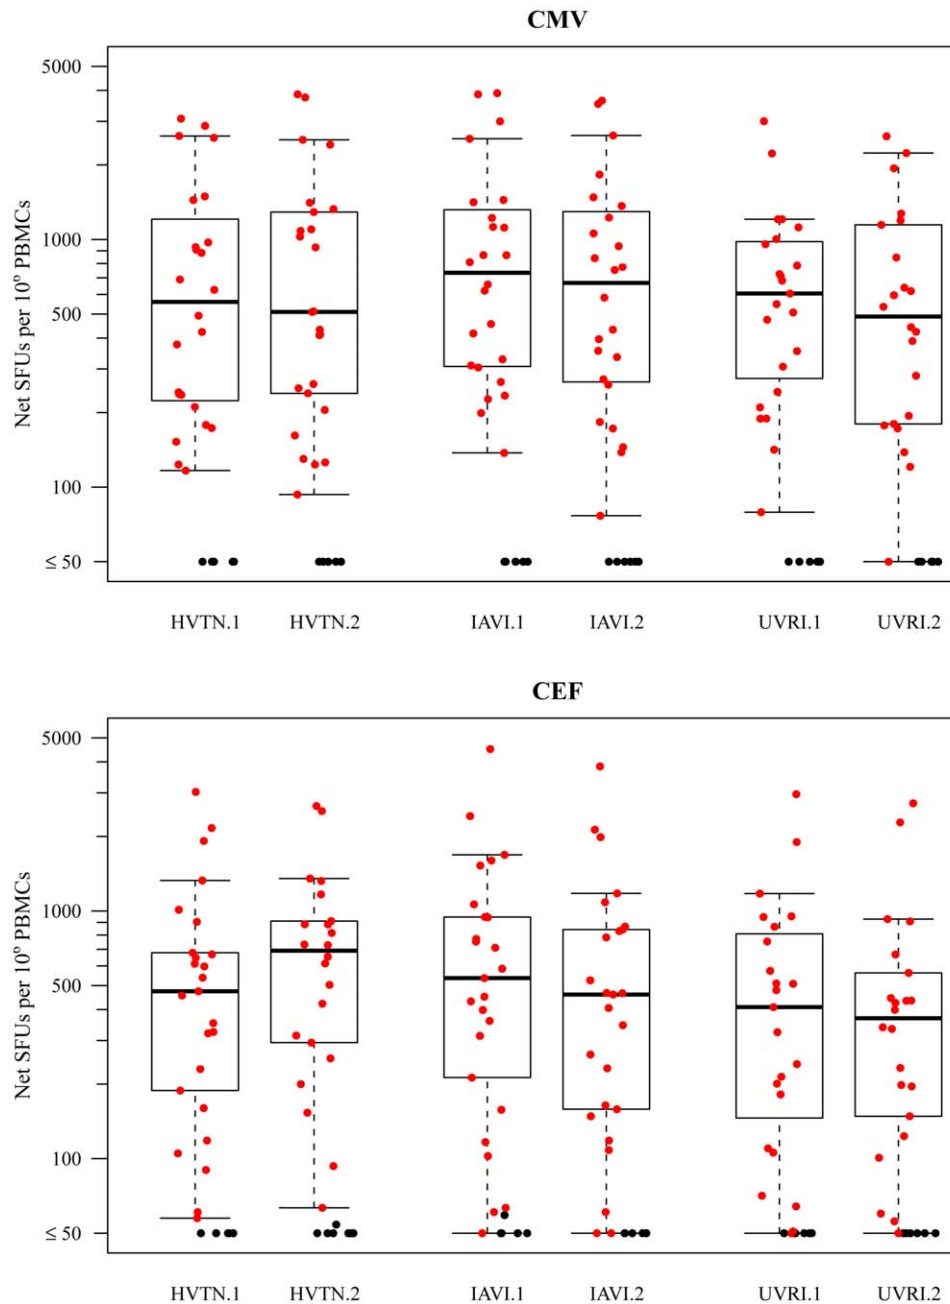 CMV
Net SFUs per 10⁶ PBMCs
5000
1000
500
100
≤ 50
HVTN.1 HVTN.2 IAVI.1 IAVI.2 UVRI.1 UVRI.2
CEF
Net SFUs per 10⁶ PBMCs
5000
1000
500
100
≤ 50
HVTN.1 HVTN.2 IAVI.1 IAVI.2 UVRI.1 UVRI.2